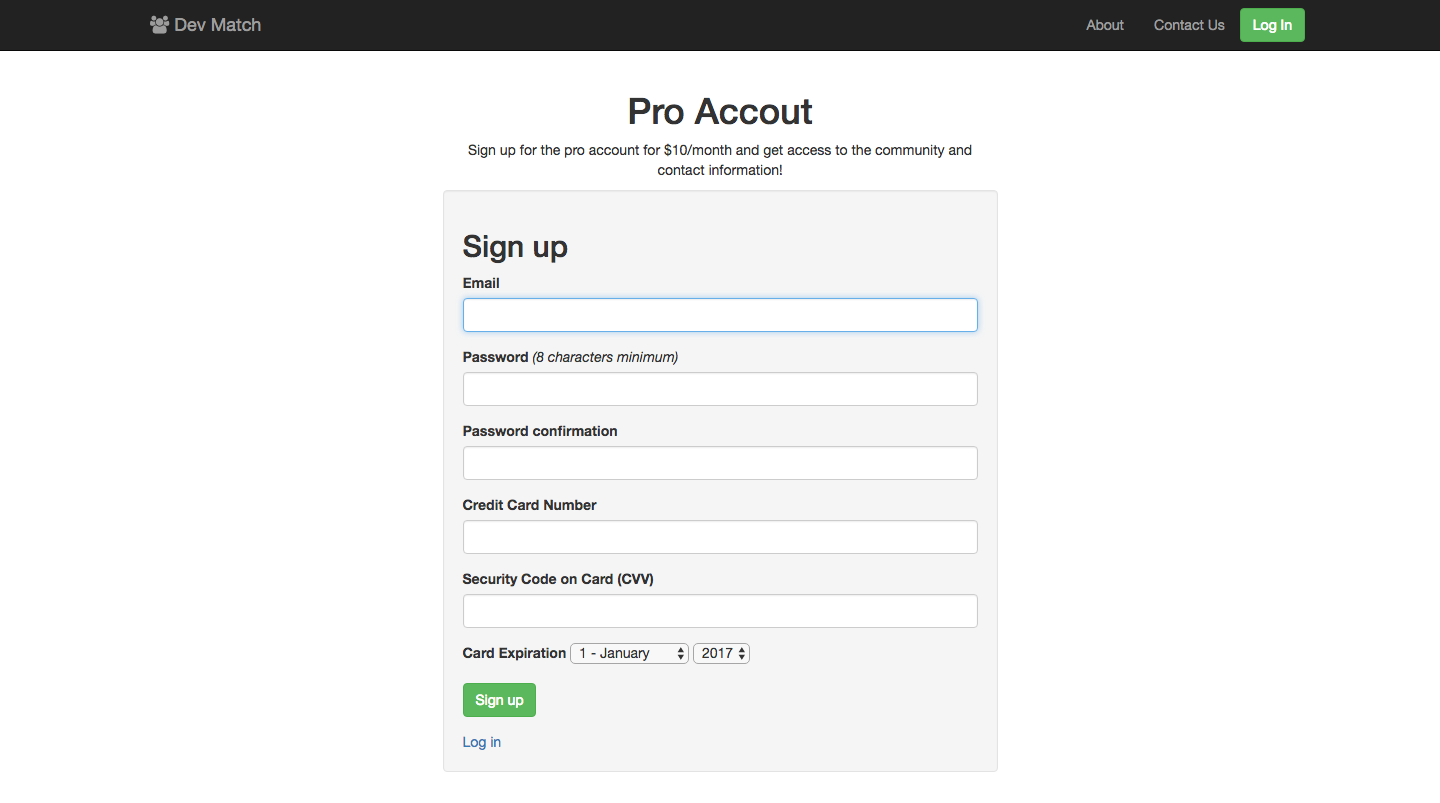 Dev Match
About
Contact Us
Log In
Pro Accout
Sign up for the pro account for $10/month and get access to the community and
contact information!
Sign up
Email
Password (8 characters minimum)
Password confirmation
Credit Card Number
Security Code on Card (CVV)
Card Expiration 1 - January 2017
Sign up
Log in